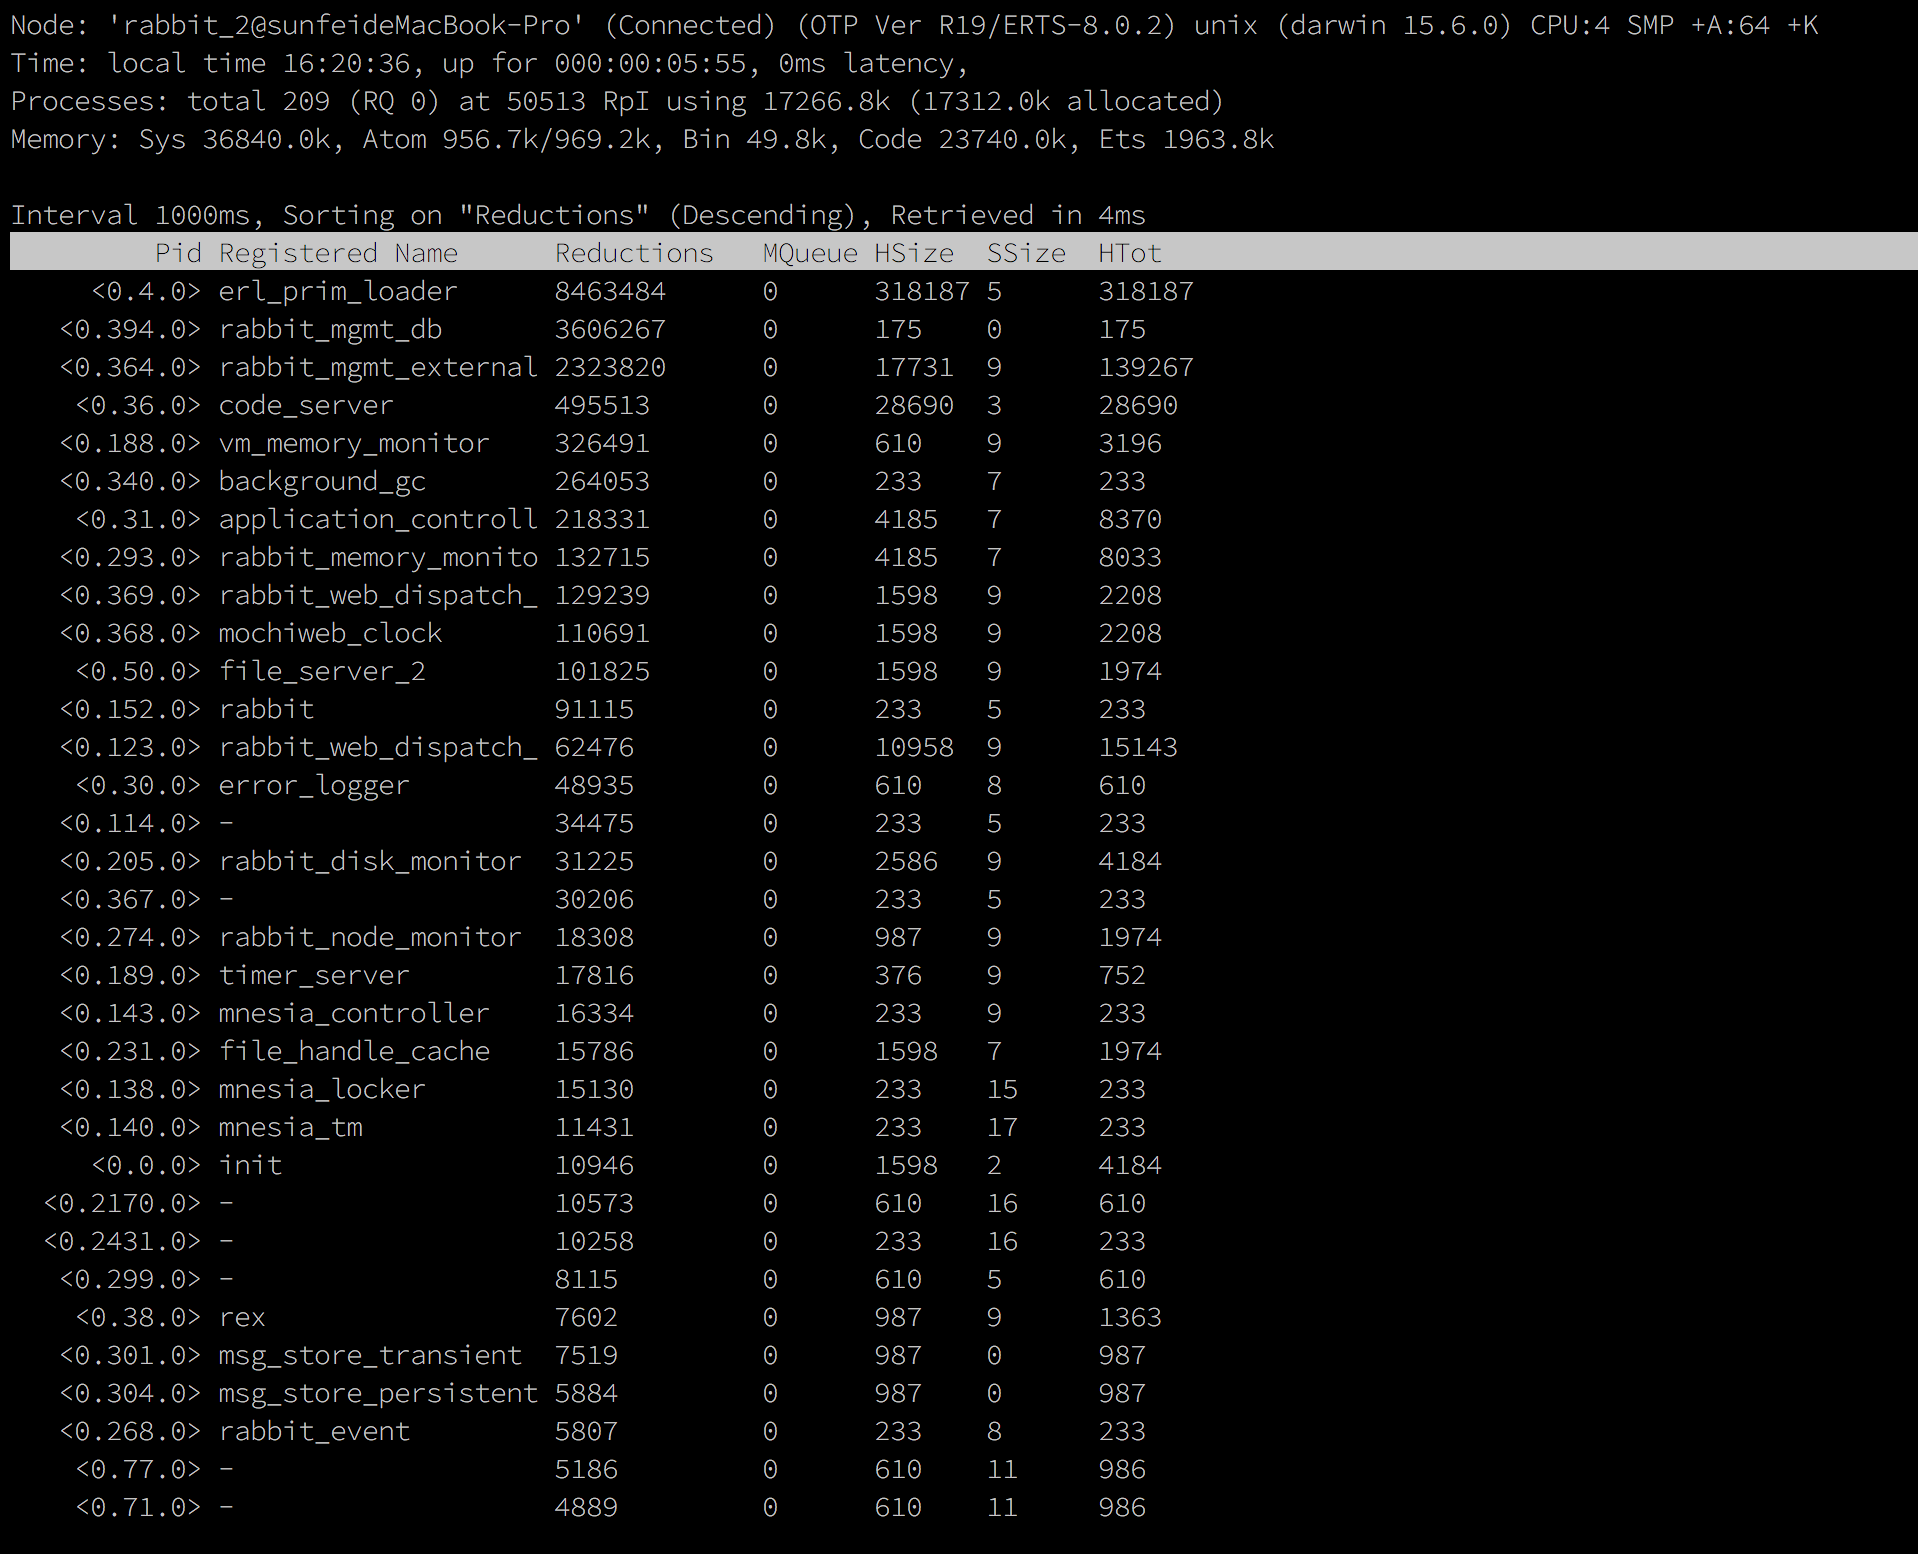 Node: 'rabbit_2@sunfeideMacBook-Pro' (Connected) (OTP Ver R19/ERTS-8.0.2) unix (darwin 15.6.0) CPU:4 SMP +A:64 +K
Time: local time 16:20:36, up for 000:00:05:55, 0ms latency,
Processes: total 209 (RQ 0) at 50513 RpI using 17266.8k (17312.0k allocated)
Memory: Sys 36840.0k, Atom 956.7k/969.2k, Bin 49.8k, Code 23740.0k, Ets 1963.8k
Interval 1000ms, Sorting on "Reductions" (Descending), Retrieved in 4ms
Pid Registered Name Reductions MQueue HSize SSize HTot
<0.4.0> erl_prim_loader 8463484 0 318187 5 318187
<0.394.0> rabbit_mgmt_db 3606267 0 175 0 175
<0.364.0> rabbit_mgmt_external 2323820 0 17731 9 139267
<0.36.0> code_server 495513 0 28690 3 28690
<0.188.0> vm_memory_monitor 326491 0 610 9 3196
<0.340.0> background_gc 264053 0 233 7 233
<0.31.0> application_controll 218331 0 4185 7 8370
<0.293.0> rabbit_memory_monito 132715 0 4185 7 8033
<0.369.0> rabbit_web_dispatch_ 129239 0 1598 9 2208
<0.368.0> mochiweb_clock 110691 0 1598 9 2208
<0.50.0> file_server_2 101825 0 1598 9 1974
<0.152.0> rabbit 91115 0 233 5 233
<0.123.0> rabbit_web_dispatch_ 62476 0 10958 9 15143
<0.30.0> error_logger 48935 0 610 8 610
<0.114.0> - 34475 0 233 5 233
<0.205.0> rabbit_disk_monitor 31225 0 2586 9 4184
<0.367.0> - 30206 0 233 5 233
<0.274.0> rabbit_node_monitor 18308 0 987 9 1974
<0.189.0> timer_server 17816 0 376 9 752
<0.143.0> mnesia_controller 16334 0 233 9 233
<0.231.0> file_handle_cache 15786 0 1598 7 1974
<0.138.0> mnesia_locker 15130 0 233 15 233
<0.140.0> mnesia_tm 11431 0 233 17 233
<0.0.0> init 10946 0 1598 2 4184
<0.2170.0> - 10573 0 610 16 610
<0.2431.0> - 10258 0 233 16 233
<0.299.0> - 8115 0 610 5 610
<0.38.0> rex 7602 0 987 9 1363
<0.301.0> msg_store_transient 7519 0 987 0 987
<0.304.0> msg_store_persistent 5884 0 987 0 987
<0.268.0> rabbit_event 5807 0 233 8 233
<0.77.0> - 5186 0 610 11 986
<0.71.0> - 4889 0 610 11 986